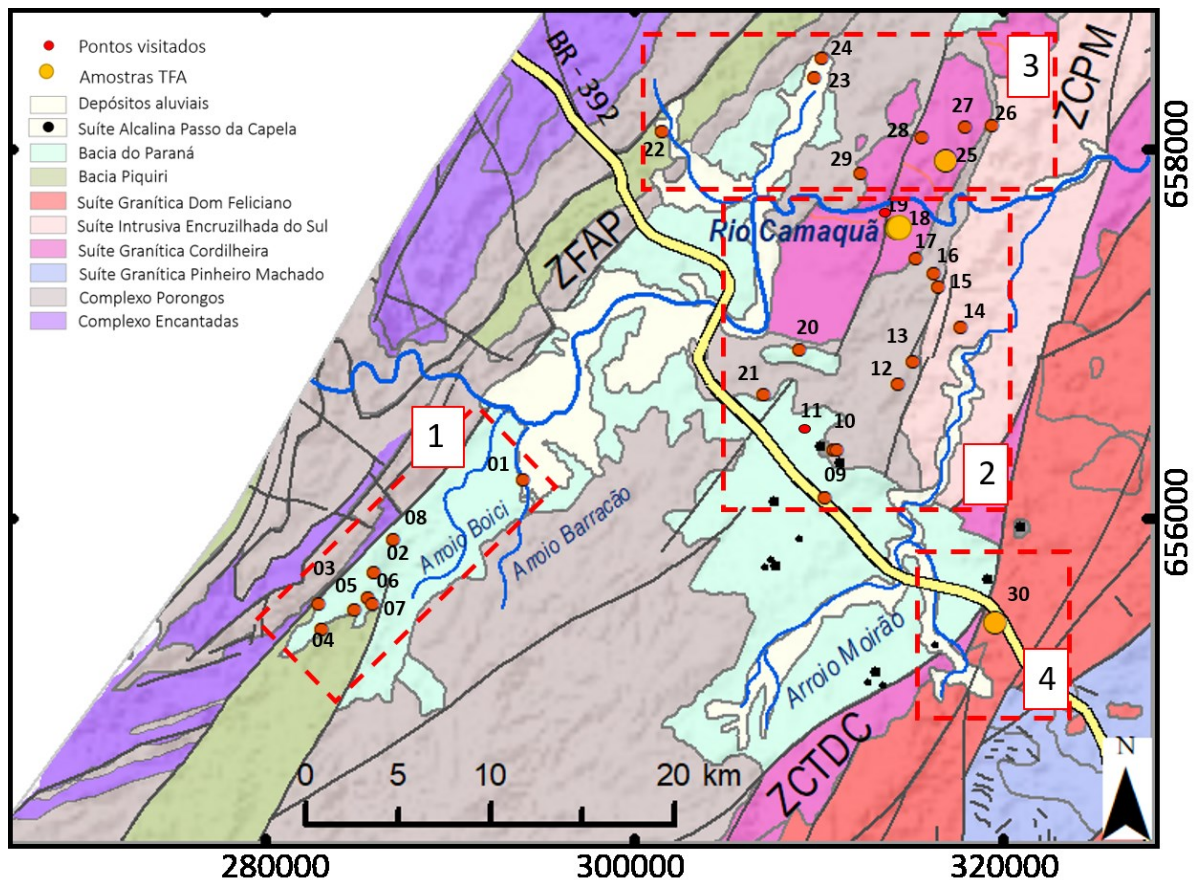 Pontos visitados
Amostras TFA
Depósitos aluviais
Suíte Alcalina Passo da Capela
Bacia do Paraná
Bacia Piquiri
Suíte Granítica Dom Feliciano
Suíte Intrusiva Encruzilhada do Sul
Suíte Granítica Cordilheira
Suíte Granítica Pinheiro Machado
Complexo Porongos
Complexo Encantadas
BR - 392
ZFAP
ZCPM
ZCTDC
Rio Camaquã
Arroio Boici
Arroio Barracão
Arroio Moirão
3
24
23
22
27
26
28
25
29
19
18
17
16
15
14
13
12
20
21
11
10
09
2
1
01
08
02
03
05
06
07
04
30
4
0
5
10
20 km
N
280000
300000
320000
658000
656000